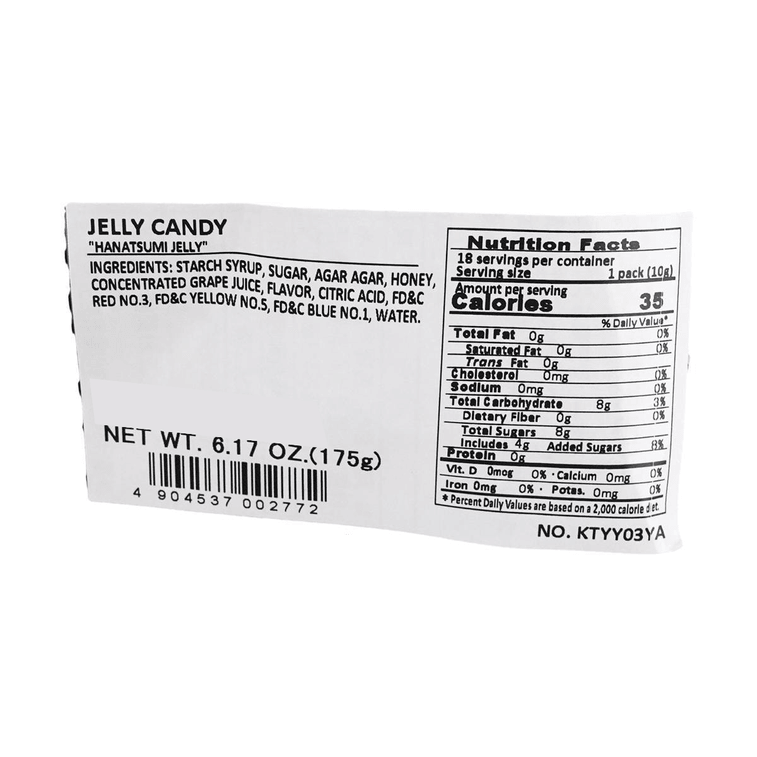 JELLY CANDY
"HANATSUMI JELLY"
INGREDIENTS: STARCH SYRUP, SUGAR, AGAR AGAR, HONEY,
CONCENTRATED GRAPE JUICE, FLAVOR, CITRIC ACID, FD&C
RED NO.3, FD&C YELLOW NO.5, FD&C BLUE NO.1, WATER.
NET WT. 6.17 OZ.(175g)
4 904537 002772
Nutrition Facts
18 servings per container
Serving size 1 pack (10g)
Amount per serving
Calories 35
% Daily Value*
Total Fat 0g 0%
Saturated Fat 0g 0%
Trans Fat 0g
Cholesterol 0mg 0%
Sodium 0mg 0%
Total Carbohydrate 8g 3%
Dietary Fiber 0g 0%
Total Sugars 8g
Includes 4g Added Sugars 8%
Protein 0g
Vit. D 0mcg 0% · Calcium 0mg 0%
Iron 0mg 0% · Potas. 0mg 0%
* Percent Daily Values are based on a 2,000 calorie diet.
NO. KTYY03YA